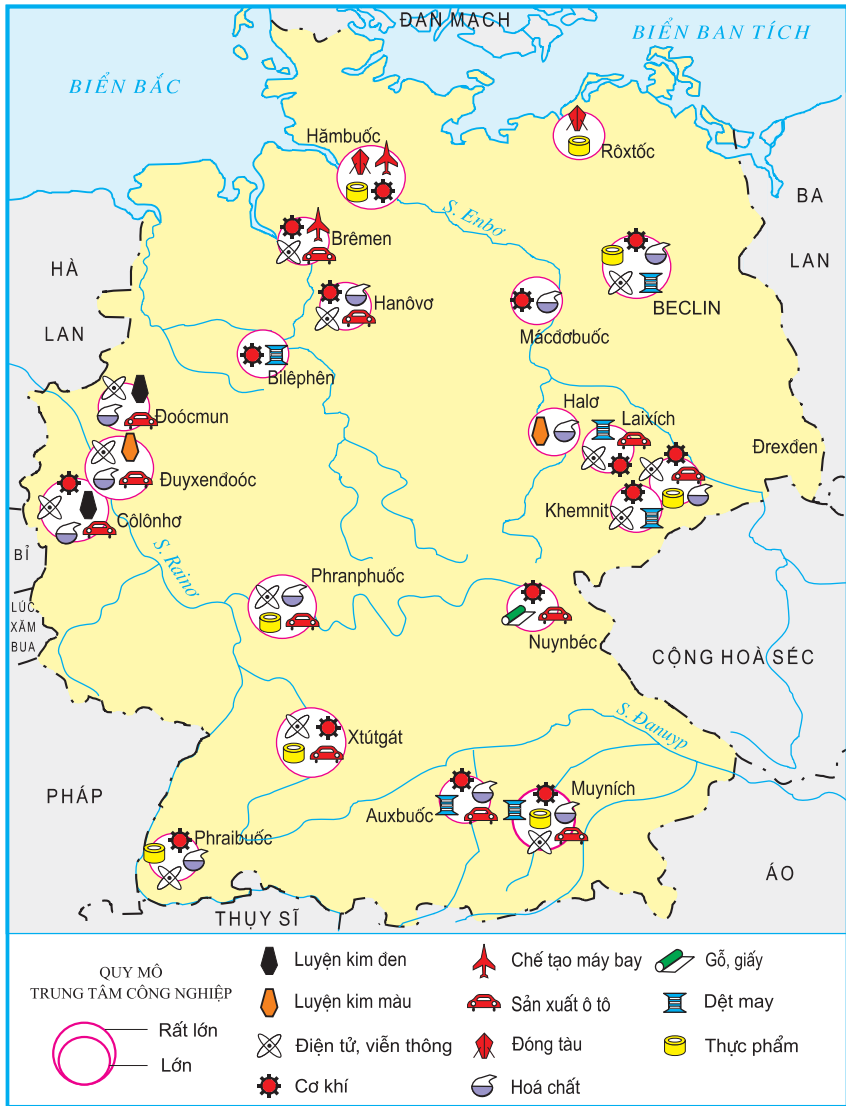 ĐAN MẠCH
BIỂN BAN TÍCH
BIỂN BẮC
Hămbuốc
Rôxtốc
BA
LAN
S. Enbơ
Brêmen
HÀ
LAN
Hanôvơ
BECLIN
Mácđơbuốc
Bilêphên
Halơ
Laixích
Đoócmun
Đrexđen
Đuyxenđoóc
Khemnit
Côlônhơ
BỈ
S. Rainơ
Phranphuốc
LÚC
XĂM
BUA
Nuynbéc
CỘNG HOÀ SÉC
S. Đanuyp
Xtútgát
PHÁP
Muyních
Auxbuốc
Phraibuốc
ÁO
THỤY SĨ
QUY MÔ
TRUNG TÂM CÔNG NGHIỆP
Rất lớn
Lớn
Luyện kim đen
Luyện kim màu
Điện tử, viễn thông
Cơ khí
Chế tạo máy bay
Sản xuất ô tô
Đóng tàu
Hoá chất
Gỗ, giấy
Dệt may
Thực phẩm